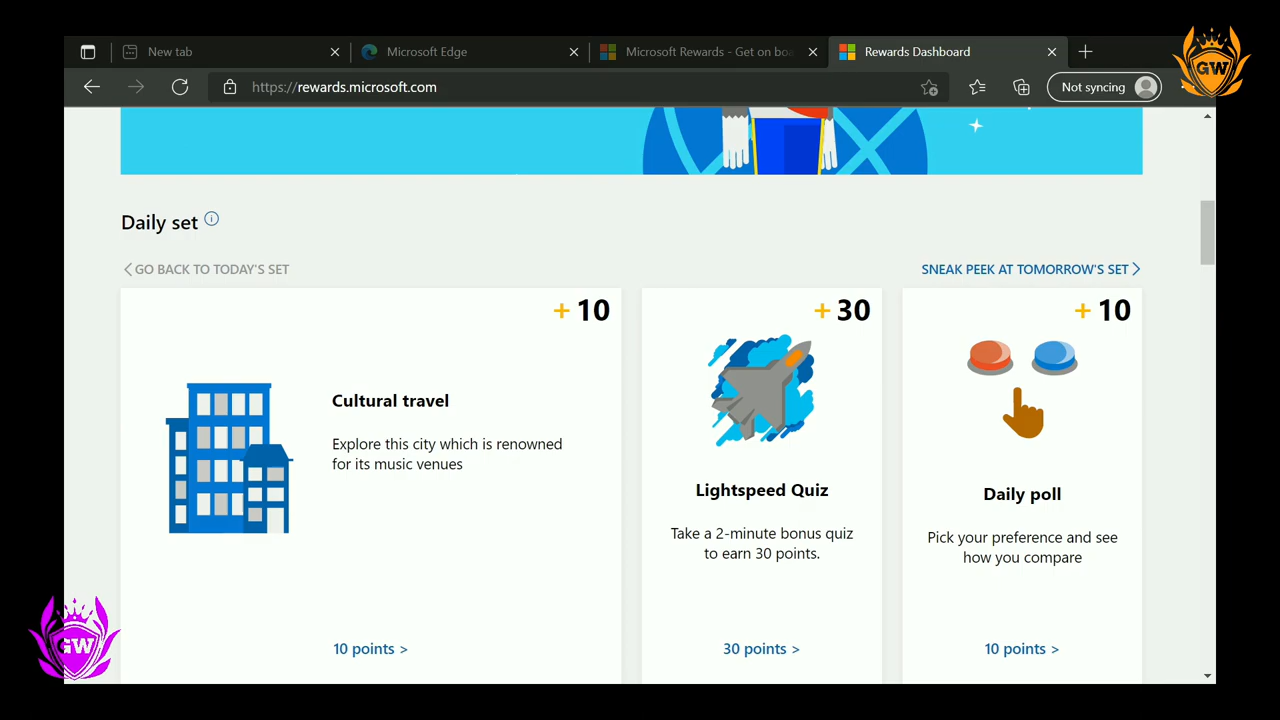 New tab
Microsoft Edge
Microsoft Rewards - Get on boa
Rewards Dashboard
GW
https://rewards.microsoft.com
Not syncing
Daily set
GO BACK TO TODAY'S SET
SNEAK PEEK AT TOMORROW'S SET
+ 10
+ 30
+ 10
Cultural travel
Explore this city which is renowned
for its music venues
Lightspeed Quiz
Take a 2-minute bonus quiz
to earn 30 points.
Daily poll
Pick your preference and see
how you compare
10 points >
30 points >
10 points >
GW